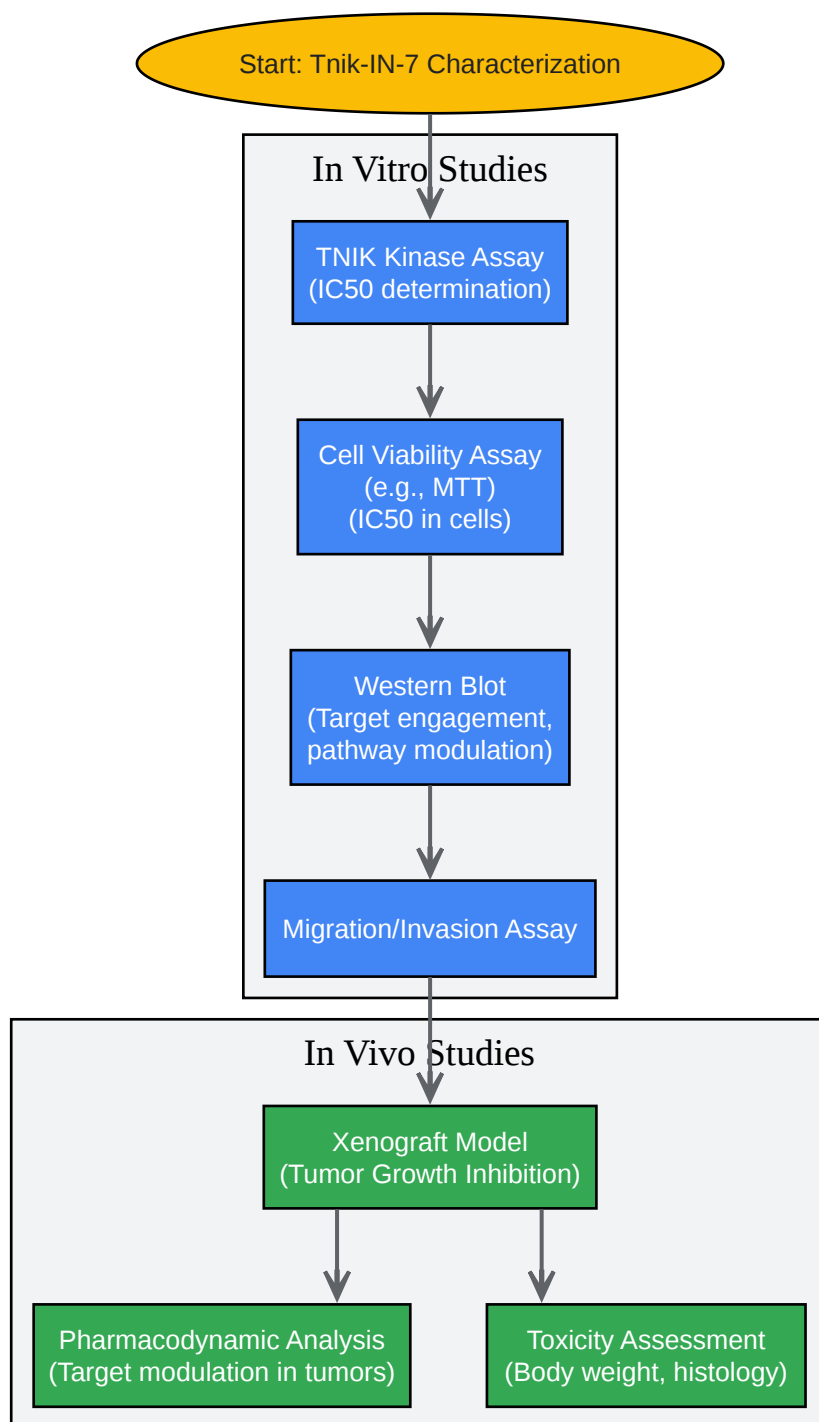 Start: Tnik-IN-7 Characterization
In Vitro Studies
TNIK Kinase Assay
(IC50 determination)
Cell Viability Assay
(e.g., MTT)
(IC50 in cells)
Western Blot
(Target engagement,
pathway modulation)
Migration/Invasion Assay
In Vivo Studies
Xenograft Model
(Tumor Growth Inhibition)
Pharmacodynamic Analysis
(Target modulation in tumors)
Toxicity Assessment
(Body weight, histology)